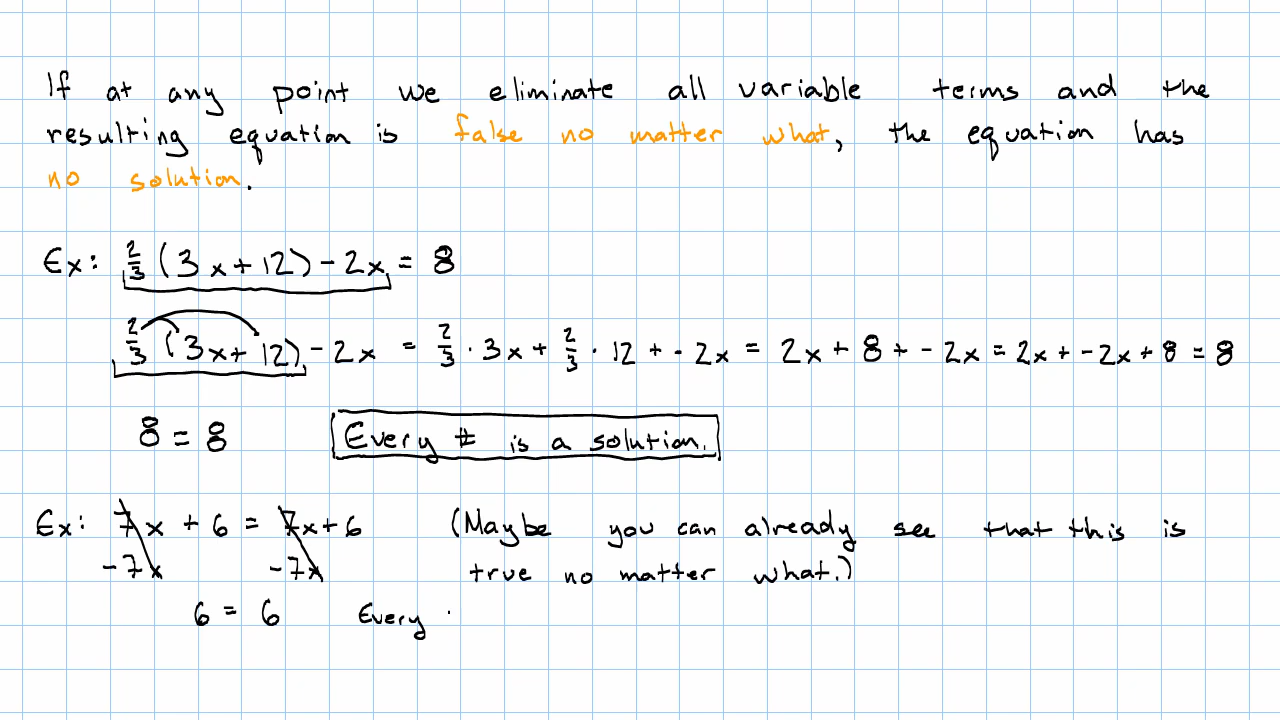 If at any point we eliminate all variable terms and the
resulting equation is false no matter what, the equation has
no solution.
Ex: 2/3 (3x+12) - 2x = 8
2/3 (3x+12) - 2x = 2/3 · 3x + 2/3 · 12 + -2x = 2x + 8 + -2x = 2x + -2x + 8 = 8
8 = 8 Every # is a solution.
Ex: 7x + 6 = 7x+6 (Maybe you can already see that this is
-7x -7x true no matter what.)
6 = 6 Every